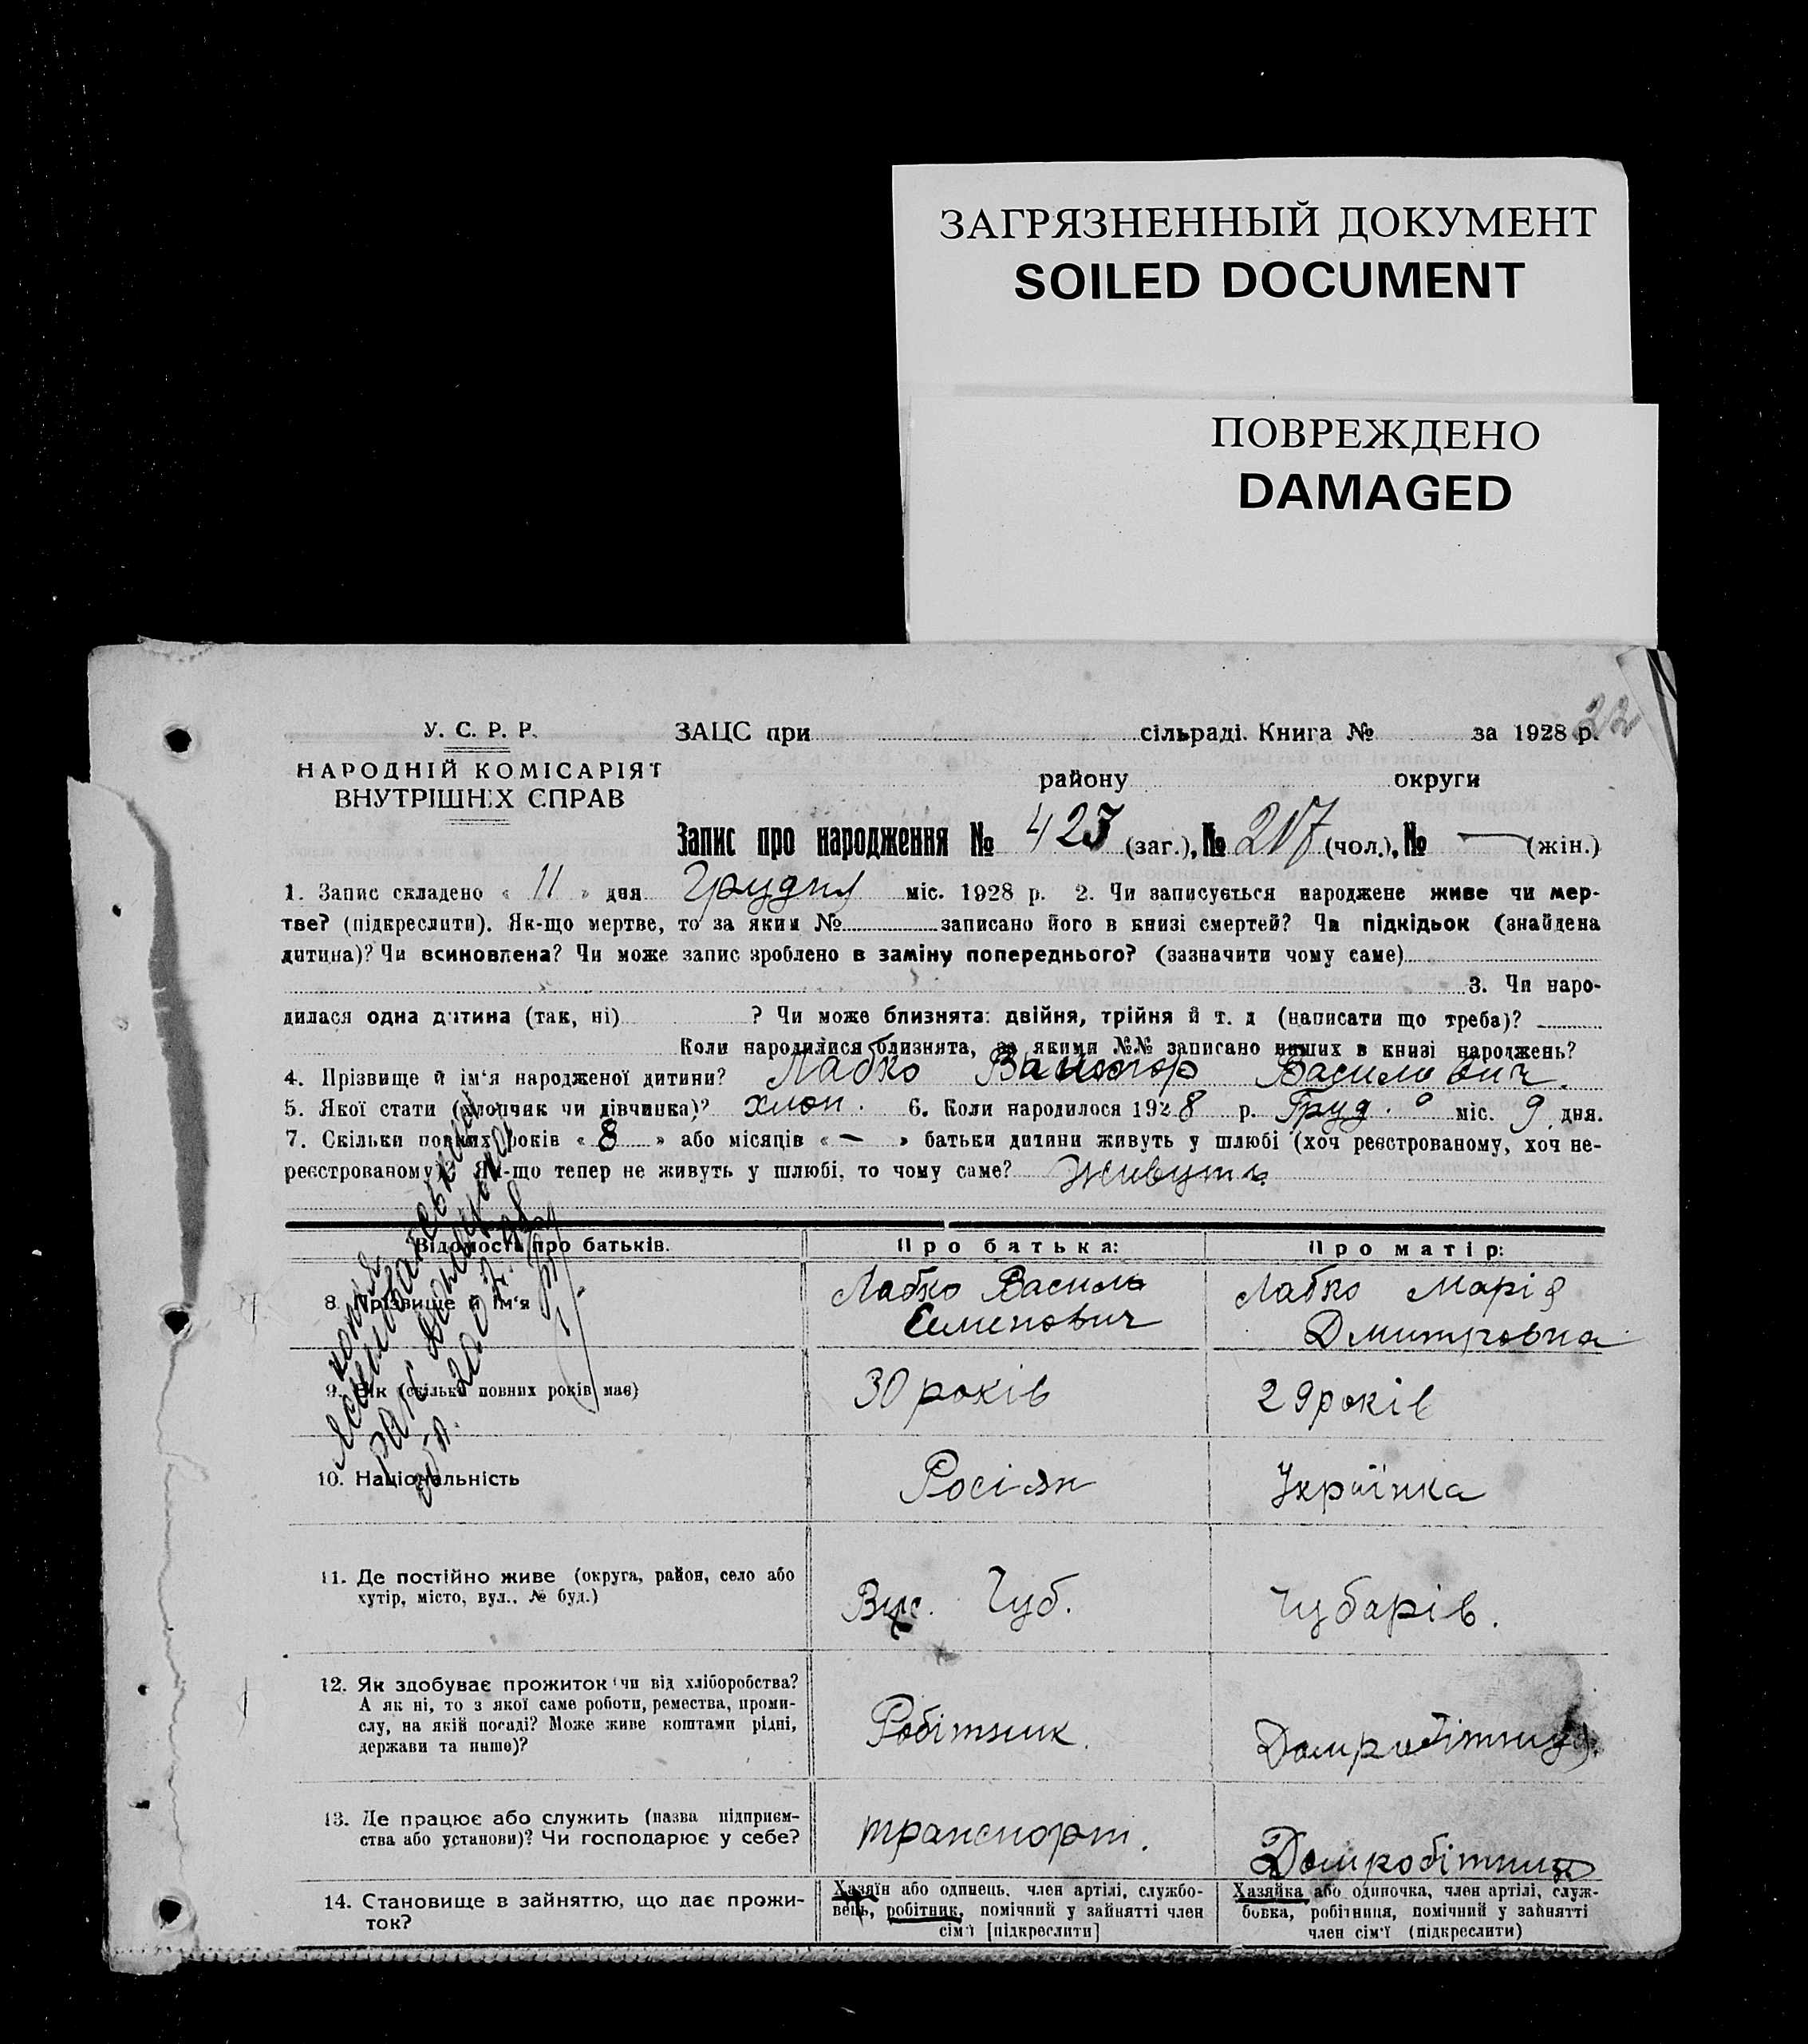 ЗАГРЯЗНЕННЫЙ ДОКУМЕНТ
SOILED DOCUMENT
ПОВРЕЖДЕНО
DAMAGED
22
У. С. Р. Р. ЗАЦС при сільраді. Книга № за 1928 р.
НАРОДНІЙ КОМІСАРІЯТ
ВНУТРІШНІХ СПРАВ
району округи
Запис про народження № 425 (заг.), № 217 (чол.), № — (жін.)
1. Запис складено « 11 » дня Грудня міс. 1928 р. 2. Чи записується народжене живе чи мер-
тве? (підкреслити). Як-що мертве, то за яким № записано його в книзі смертей? Чи підкідьок (знайдена
дитина)? Чи всиновлена? Чи може запис зроблено в заміну попереднього? (зазначити чому саме)
3. Чи наро-
дилася одна дитина (так, ні) ? Чи може близнята: двійня, трійня й т. д (написати що треба)?
Коли народилися близнята, за якими №№ записано инших в книзі народжень?
4. Прізвище й ім'я народженої дитини? Лабко Василович.
5. Якої стати (хлопчик чи дівчинка)? хлоп. 6. Коли народилося 1928 р. Груд. міс. 9 дня.
7. Скільки повних років « 8 » або місяців « — » батьки дитини живуть у шлюбі (хоч реєстрованому, хоч не-
реєстрованому)? Як-що тепер не живуть у шлюбі, то чому саме? Живуть.
Відомості про батьків. Про батька: Про матір:
8. Прізвище й ім'я Лабко Василь Семенович Лабко Марія Дмитровна
9. Вік (скільки повних років має) 30 років 29 років
10. Національність Росіян Українка
11. Де постійно живе (округа, район, село або
хутір, місто, вул., № буд.) Чуб. Чубарів.
12. Як здобуває прожиток (чи від хліборобства?
А як ні, то з якої саме роботи, ремества, проми-
слу, на якій посаді? Може живе коштами рідні,
держави та инше)? Робітник. Домробітниця.
13. Де працює або служить (назва підприєм-
ства або установи)? Чи господарює у себе? транспорт. Домробітниця
14. Становище в зайняттю, що дає прожи-
ток?
Хазяїн або одинець, член артілі, службо-
вець, робітник, помічний у зайнятті член
сім'ї [підкреслити]
Хазяйка або одиночка, член артілі, служ-
бовка, робітниця, помічний у зайнятті
член сім'ї (підкреслити)